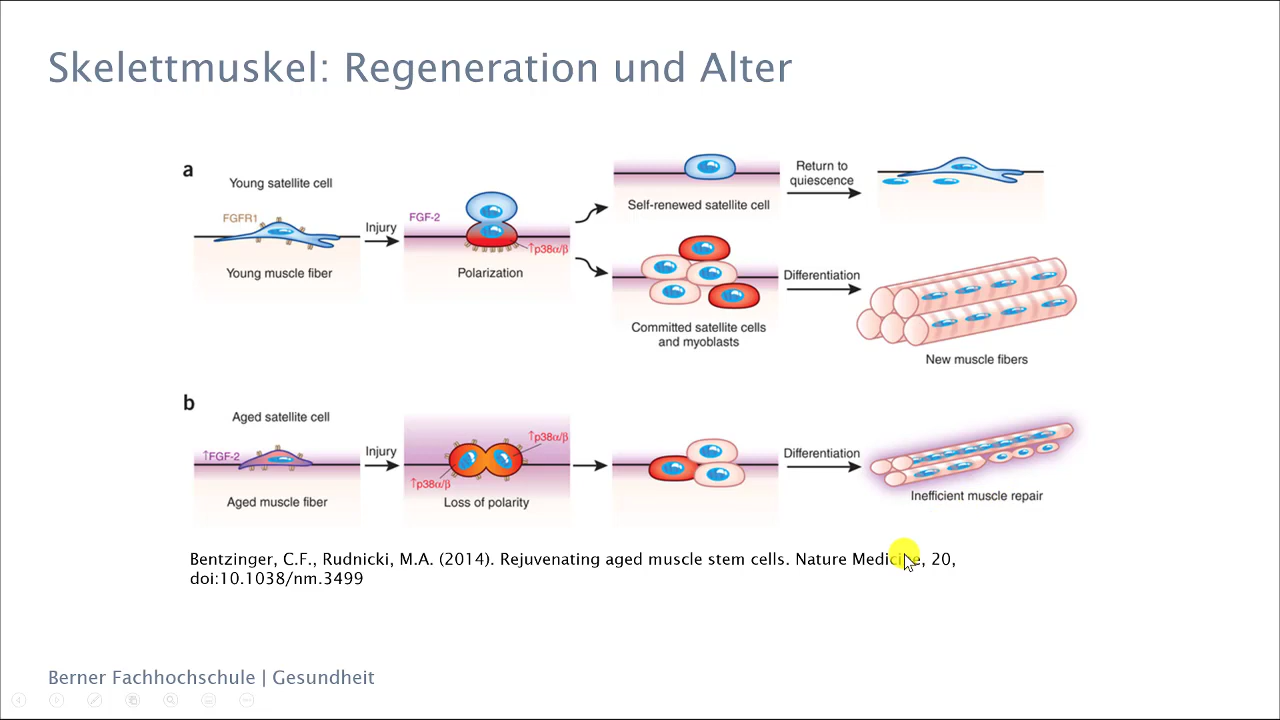 Skelettmuskel: Regeneration und Alter
a
Young satellite cell
FGFR1
Young muscle fiber
Injury
FGF-2
↑p38α/β
Polarization
Self-renewed satellite cell
Return to
quiescence
Committed satellite cells
and myoblasts
Differentiation
New muscle fibers
b
Aged satellite cell
↑FGF-2
Aged muscle fiber
Injury
↑p38α/β
↑p38α/β
Loss of polarity
Differentiation
Inefficient muscle repair
Bentzinger, C.F., Rudnicki, M.A. (2014). Rejuvenating aged muscle stem cells. Nature Medicine, 20,
doi:10.1038/nm.3499
Berner Fachhochschule | Gesundheit